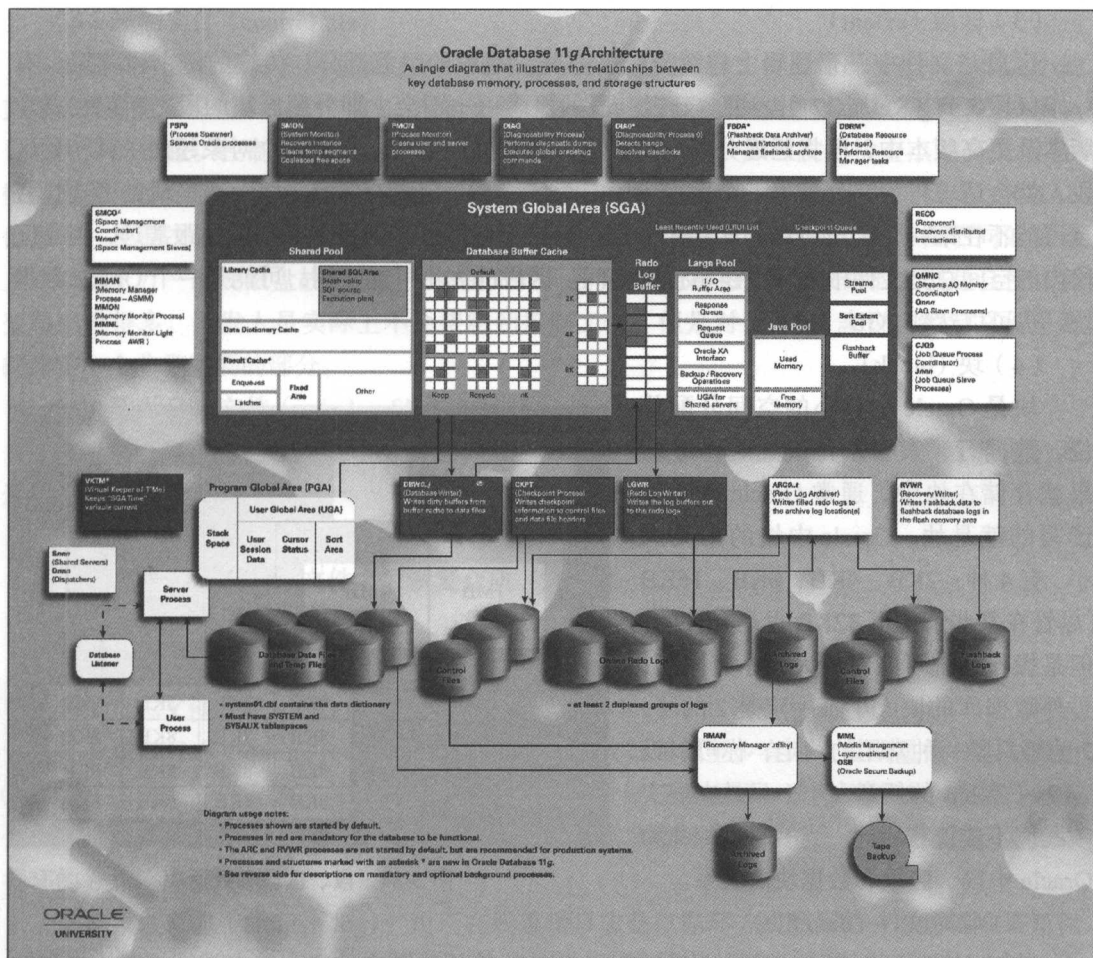 Oracle Database 11g Architecture
A single diagram that illustrates the relationships between
key database memory, processes, and storage structures
PSP0
(Process Spawner)
Spawns Oracle processes
SMON
(System Monitor)
Recovers instance
Cleans temp segments
Coalesces free space
PMON
(Process Monitor)
Cleans user and server
processes
DIAG
(Diagnosability Process)
Performs diagnostic dumps
Executes global oradebug
commands
DIA0*
(Diagnosability Process 0)
Detects hangs
Resolves deadlocks
FBDA*
(Flashback Data Archiver)
Archives historical rows
Manages flashback archives
DBRM*
(Database Resource
Manager)
Performs Resource
Manager tasks
SMCO*
(Space Management
Coordinator)
Wnnn*
(Space Management Slaves)
MMAN
(Memory Manager
Process – ASMM)
MMON
(Memory Monitor Process)
MMNL
(Memory Monitor Light
Process – AWR)
System Global Area (SGA)
Least Recently Used (LRU) List
Checkpoint Queue
Shared Pool
Library Cache
Shared SQL Area
Hash value
SQL source
Execution plan
Data Dictionary Cache
Result Cache*
Enqueues
Latches
Fixed
Area
Other
Database Buffer Cache
Default
Keep
Recycle
nK
2K
4K
8K
Redo
Log
Buffer
Large Pool
I / O
Buffer Area
Response
Queue
Request
Queue
Oracle XA
Interface
Backup / Recovery
Operations
UGA for
Shared servers
Java Pool
Used
Memory
Free
Memory
Streams
Pool
Sort Extent
Pool
Flashback
Buffer
RECO
(Recoverer)
Recovers distributed
transactions
QMNC
(Streams AQ Monitor
Coordinator)
Qnnn
(AQ Slave Processes)
CJQ0
(Job Queue Process
Coordinator)
Jnnn
(Job Queue Slave
Processes)
VKTM*
(Virtual Keeper of TiMe)
Keeps "SGA Time"
variable current
Program Global Area (PGA)
User Global Area (UGA)
Stack
Space
User
Session
Data
Cursor
Status
Sort
Area
DBW0..j
(Database Writer)
Writes dirty buffers from
buffer cache to data files
CKPT
(Checkpoint Process)
Writes checkpoint
information to control files
and data file headers
LGWR
(Redo Log Writer)
Writes the log buffers out
to the redo logs
ARC0..t
(Redo Log Archiver)
Writes filled redo logs to
the archive log location(s)
RVWR
(Recovery Writer)
Writes flashback data to
flashback database logs in
the flash recovery area
Snnn
(Shared Servers)
Dnnn
(Dispatchers)
Server
Process
Database
Listener
User
Process
Database Data Files
and Temp Files
Control
Files
Online Redo Logs
Archived
Logs
Control
Files
Flashback
Logs
• system01.dbf contains the data dictionary
• Must have SYSTEM and
SYSAUX tablespaces
• at least 2 duplexed groups of logs
RMAN
(Recovery Manager utility)
MML
(Media Management
Layer routines) or
OSB
(Oracle Secure Backup)
Archived
Logs
Tape
Backup
Diagram usage notes:
• Processes shown are started by default.
• Processes in red are mandatory for the database to be functional.
• The ARC and RVWR processes are not started by default, but are recommended for production systems.
• Processes and structures marked with an asterisk * are new in Oracle Database 11g.
• See reverse side for descriptions on mandatory and optional background processes.
ORACLE
UNIVERSITY